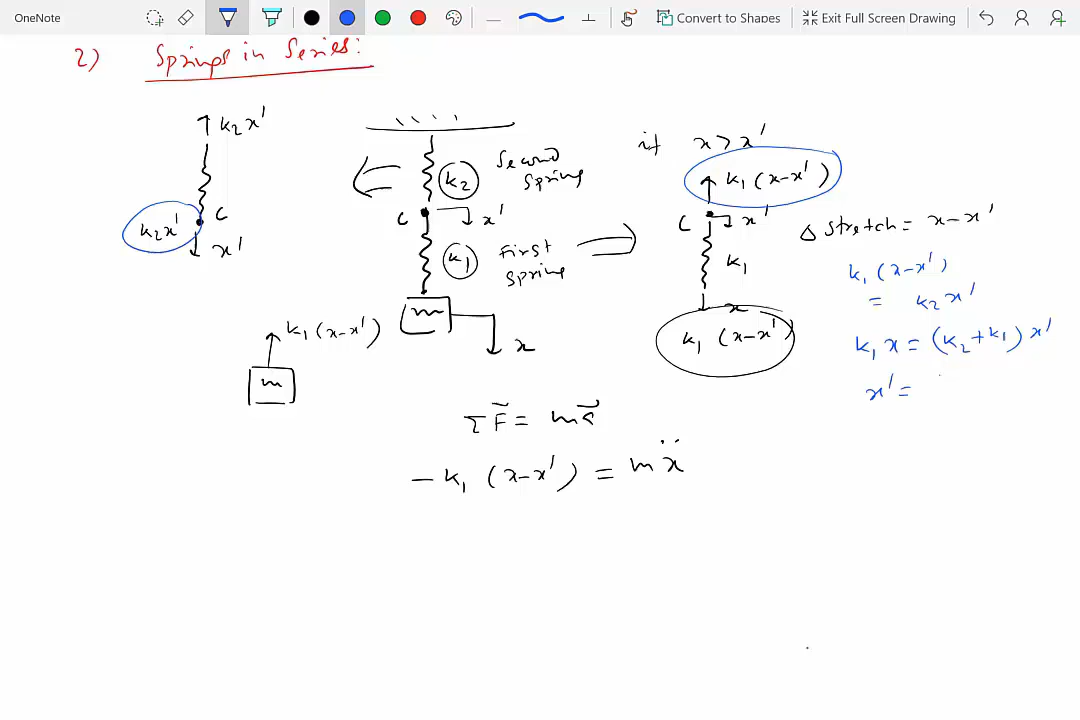 OneNote
Convert to Shapes
Exit Full Screen Drawing
2) Springs in Series:
k₂x'
C
k₂x'
x'
k₂
Second
Spring
C
x'
k₁
First
Spring
m
x
k₁(x-x')
m
if x > x'
k₁(x-x')
C
x'
k₁
x
k₁ (x-x')
Δ stretch = x-x'
k₁(x-x')
= k₂x'
k₁x = (k₂+k₁)x'
x' =
ΣF⃗ = ma⃗
-k₁ (x-x') = mẍ